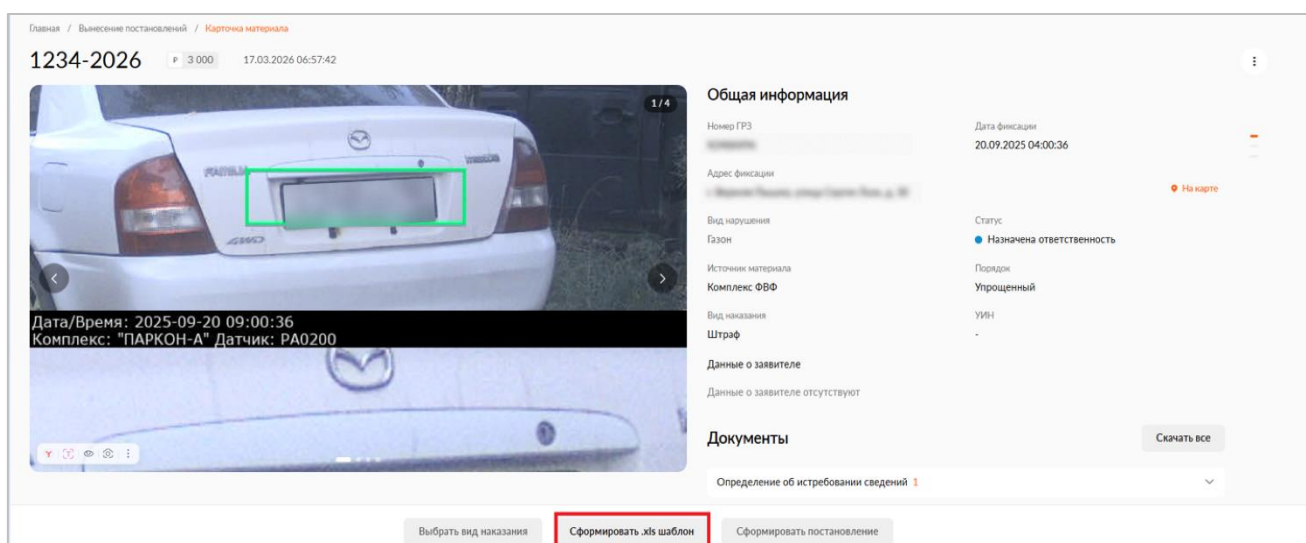 Главная / Вынесение постановлений / Карточка материала
1234-2026 ₽ 3 000 17.03.2026 06:57:42
1/4
FAMILIA
mazda
4WD
Дата/Время: 2025-09-20 09:00:36
Комплекс: "ПАРКОН-А" Датчик: PA0200
Общая информация
Номер ГРЗ Дата фиксации
20.09.2025 04:00:36
Адрес фиксации
На карте
Вид нарушения Статус
Газон Назначена ответственность
Источник материала Порядок
Комплекс ФВФ Упрощенный
Вид наказания УИН
Штраф -
Данные о заявителе
Данные о заявителе отсутствуют
Документы Скачать все
Определение об истребовании сведений 1
Выбрать вид наказания Сформировать .xls шаблон Сформировать постановление